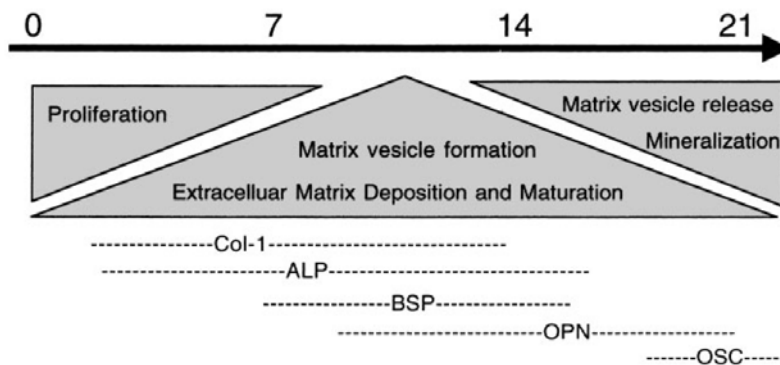 0 7 14 21
Proliferation
Matrix vesicle release
Mineralization
Matrix vesicle formation
Extracelluar Matrix Deposition and Maturation
Col-1
ALP
BSP
OPN
OSC